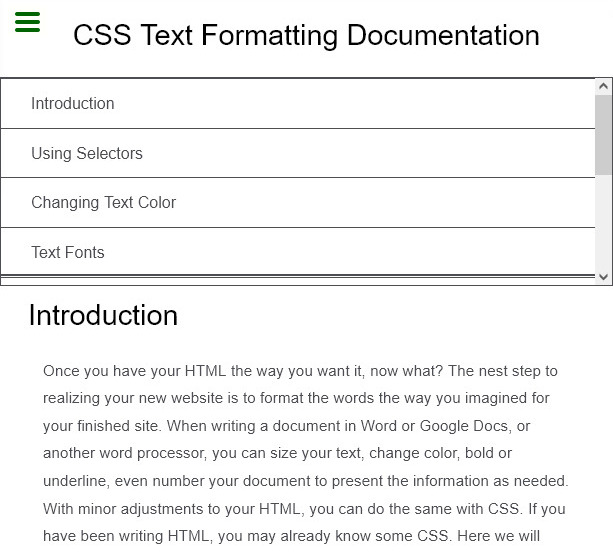 CSS Text Formatting Documentation
Introduction
Using Selectors
Changing Text Color
Text Fonts
Introduction
Once you have your HTML the way you want it, now what? The nest step to
realizing your new website is to format the words the way you imagined for
your finished site. When writing a document in Word or Google Docs, or
another word processor, you can size your text, change color, bold or
underline, even number your document to present the information as needed.
With minor adjustments to your HTML, you can do the same with CSS. If you
have been writing HTML, you may already know some CSS. Here we will